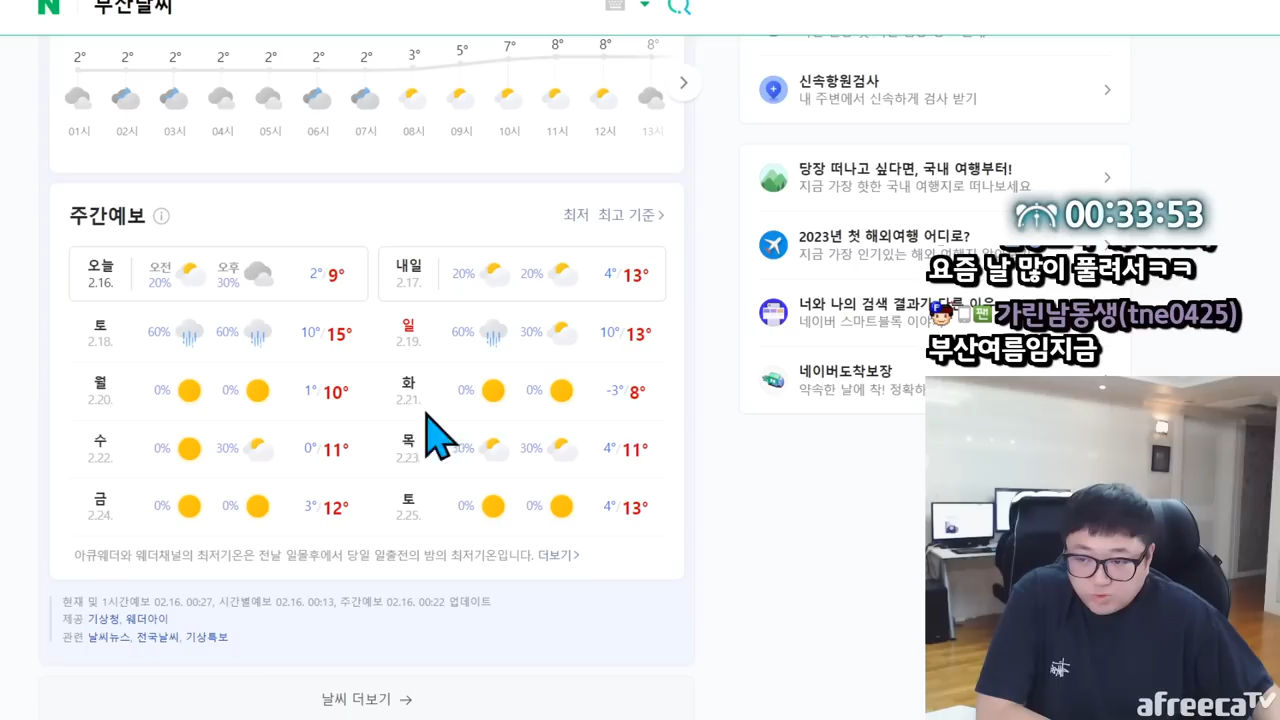 N 부산날씨
2° 2° 2° 2° 2° 2° 2° 3° 5° 7° 8° 8° 8°
01시 02시 03시 04시 05시 06시 07시 08시 09시 10시 11시 12시 13시
주간예보
최저 최고 기준 >
오늘 2.16. 오전 20% 오후 30% 2°/9°
내일 2.17. 20% 20% 4°/13°
토 2.18. 60% 60% 10°/15°
일 2.19. 60% 30% 10°/13°
월 2.20. 0% 0% 1°/10°
화 2.21. 0% 0% -3°/8°
수 2.22. 0% 30% 0°/11°
목 2.23. 30% 4°/11°
금 2.24. 0% 0% 3°/12°
토 2.25. 0% 0% 4°/13°
아큐웨더와 웨더채널의 최저기온은 전날 일몰후에서 당일 일출전의 밤의 최저기온입니다. 더보기 >
현재 및 1시간예보 02.16. 00:27, 시간별예보 02.16. 00:13, 주간예보 02.16. 00:22 업데이트
제공 기상청, 웨더아이
관련 날씨뉴스, 전국날씨, 기상특보
날씨 더보기 →
신속항원검사
내 주변에서 신속하게 검사 받기
당장 떠나고 싶다면, 국내 여행부터!
지금 가장 핫한 국내 여행지로 떠나보세요
2023년 첫 해외여행 어디로?
지금 가장 인기있는 해외
너와 나의 검색 결과가 다른 이유
네이버 스마트블록
네이버도착보장
약속한 날에 착! 정확하
00:33:53
요즘 날 많이 풀려서ㅋㅋ
F 팬 가린남동생(tne0425)
부산여름임지금
afreecaTV